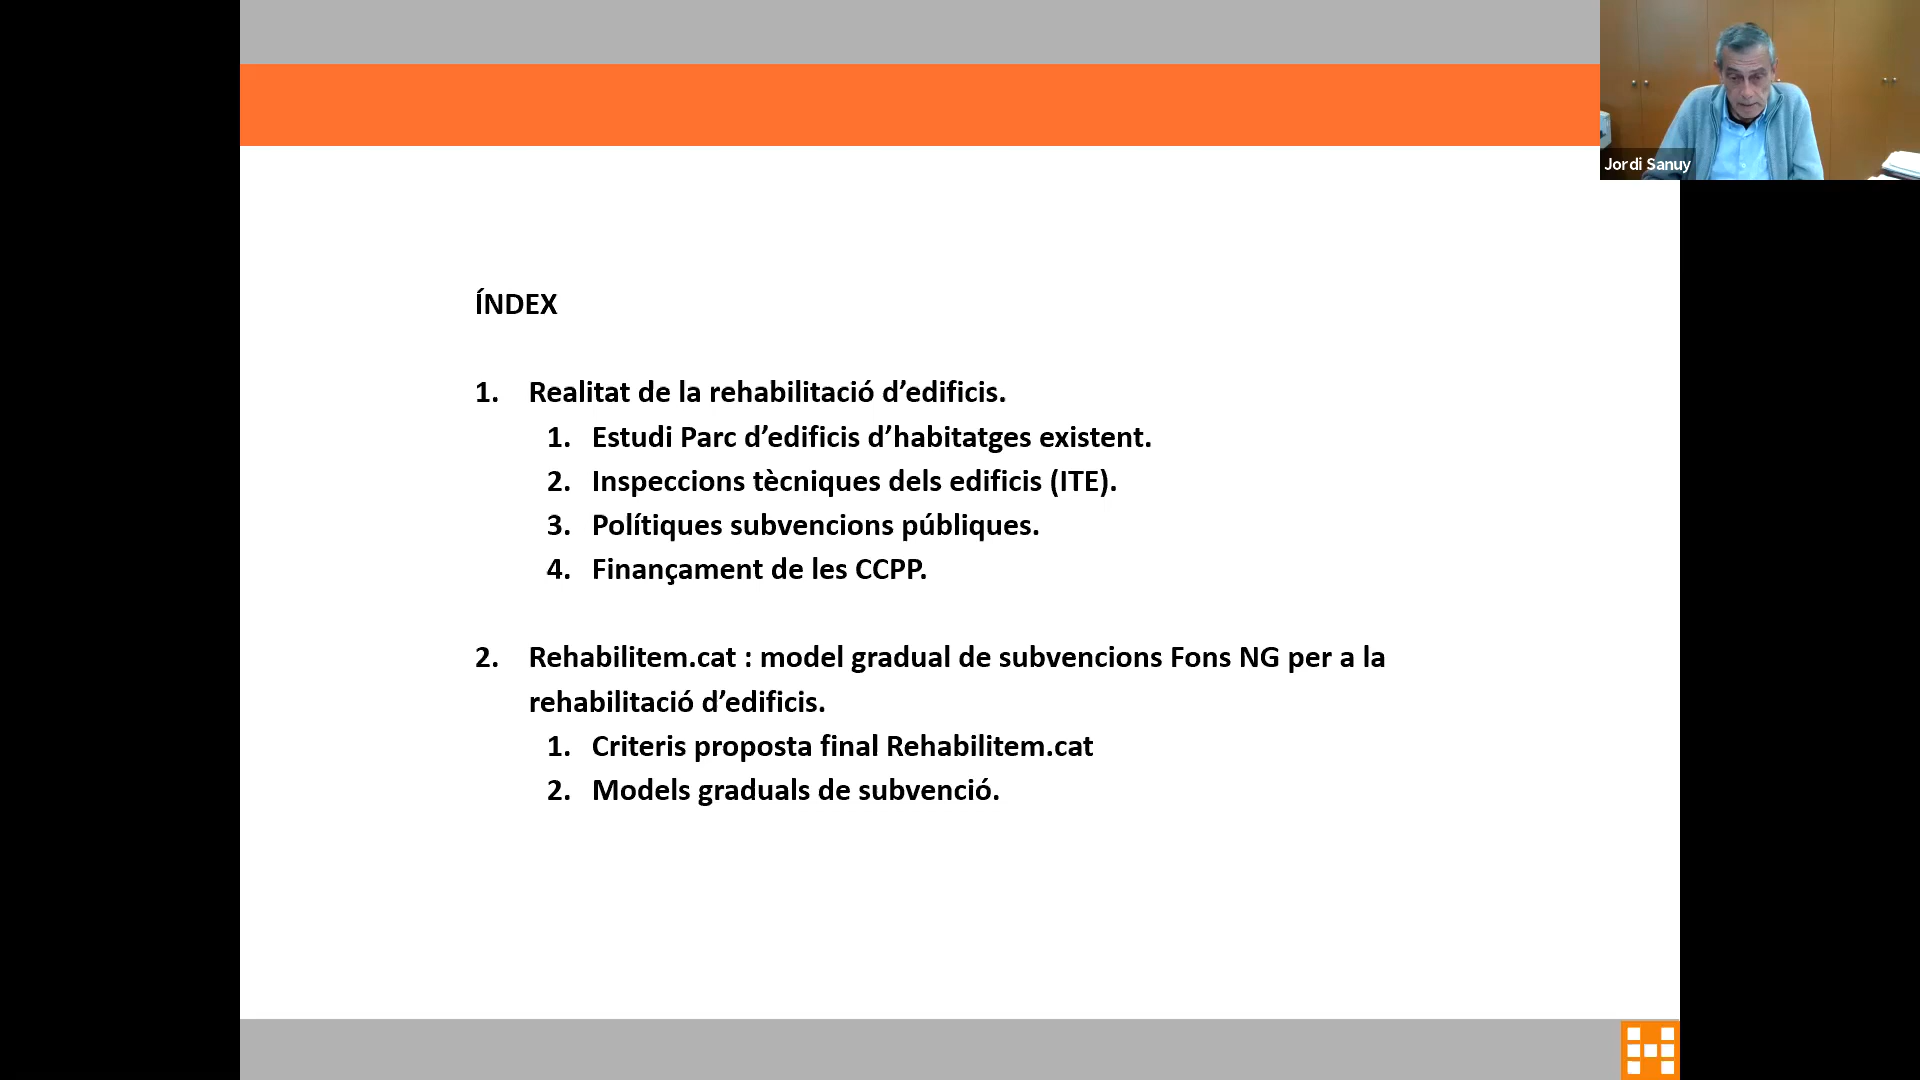 Jordi Sanuy
ÍNDEX
1. Realitat de la rehabilitació d’edificis.
1. Estudi Parc d’edificis d’habitatges existent.
2. Inspeccions tècniques dels edificis (ITE).
3. Polítiques subvencions públiques.
4. Finançament de les CCPP.
2. Rehabilitem.cat : model gradual de subvencions Fons NG per a la
rehabilitació d’edificis.
1. Criteris proposta final Rehabilitem.cat
2. Models graduals de subvenció.